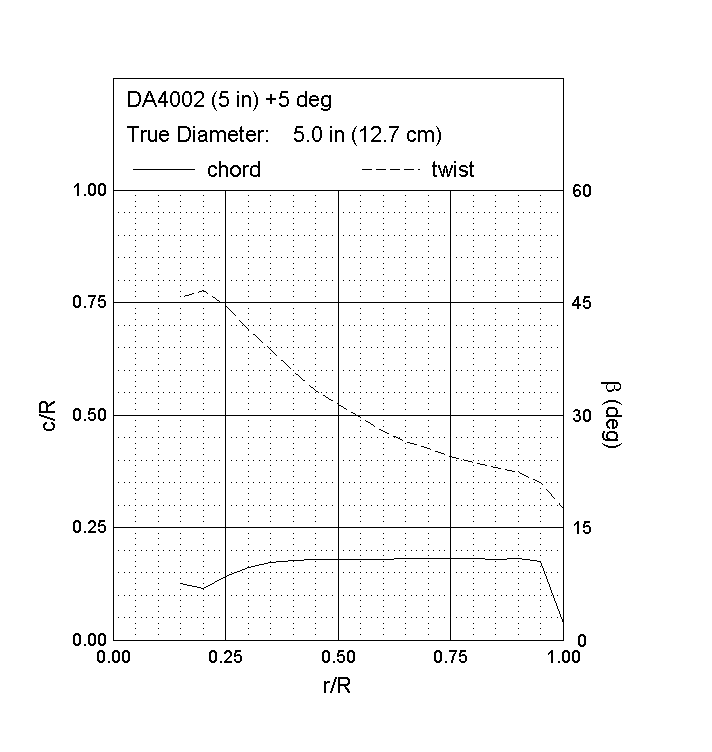 DA4002 (5 in) +5 deg
True Diameter: 5.0 in (12.7 cm)
chord twist
1.00 60
0.75 45
c/R β (deg)
0.50 30
0.25 15
0.00 0
0.00 0.25 0.50 0.75 1.00
r/R